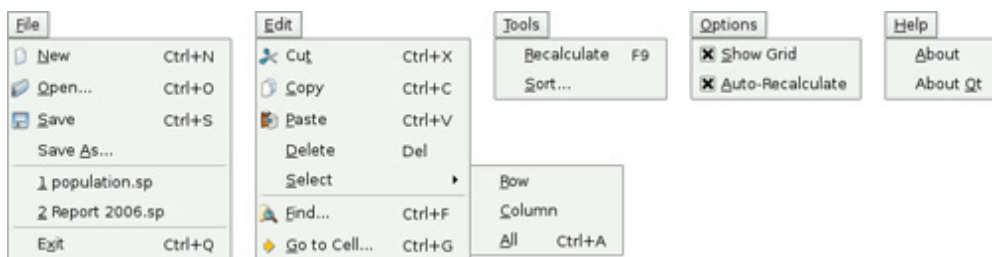 File
New Ctrl+N
Open... Ctrl+O
Save Ctrl+S
Save As...
1 population.sp
2 Report 2006.sp
Exit Ctrl+Q
Edit
Cut Ctrl+X
Copy Ctrl+C
Paste Ctrl+V
Delete Del
Select
Find... Ctrl+F
Go to Cell... Ctrl+G
Row
Column
All Ctrl+A
Tools
Recalculate F9
Sort...
Options
Show Grid
Auto-Recalculate
Help
About
About Qt